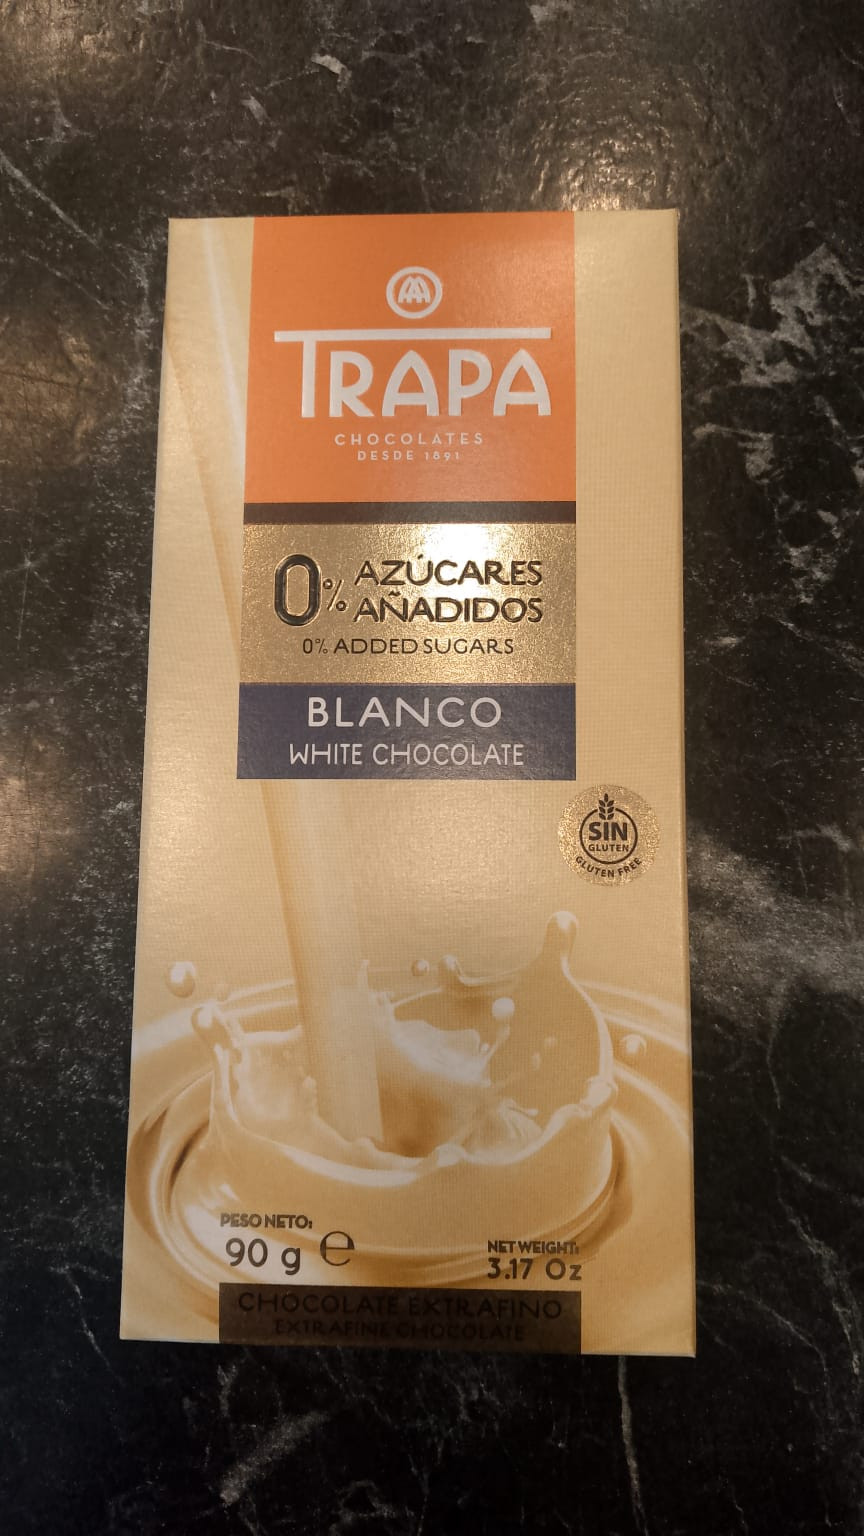 TRAPA
CHOCOLATES
DESDE 1891
0% AZÚCARES
AÑADIDOS
0% ADDED SUGARS
BLANCO
WHITE CHOCOLATE
SIN
GLUTEN
GLUTEN FREE
PESO NETO:
90 g e
NET WEIGHT:
3.17 Oz
CHOCOLATE EXTRAFINO
EXTRAFINE CHOCOLATE